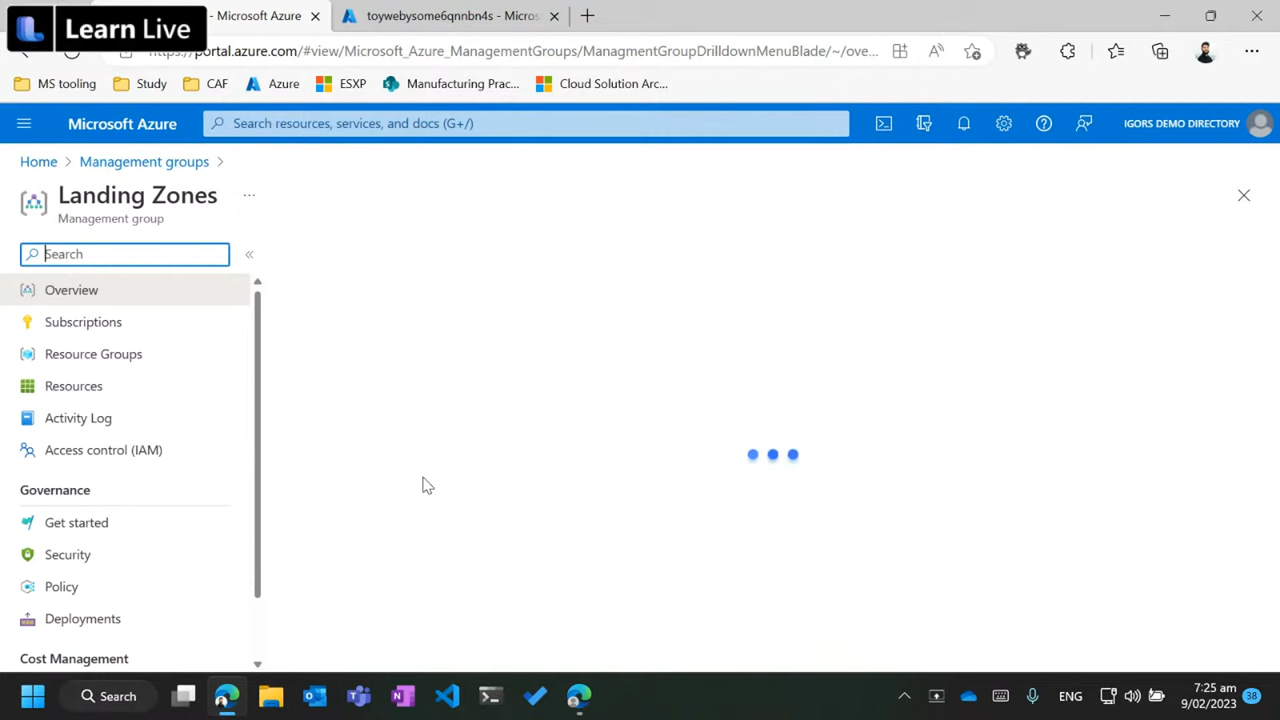 Learn Live
- Microsoft Azure
toywebysome6qnnbn4s - Micros
https://portal.azure.com/#view/Microsoft_Azure_ManagementGroups/ManagmentGroupDrilldownMenuBlade/~/ove...
MS tooling
Study
CAF
Azure
ESXP
Manufacturing Prac...
Cloud Solution Arc...
Microsoft Azure
Search resources, services, and docs (G+/)
IGORS DEMO DIRECTORY
Home > Management groups >
Landing Zones ...
Management group
Search
Overview
Subscriptions
Resource Groups
Resources
Activity Log
Access control (IAM)
Governance
Get started
Security
Policy
Deployments
Cost Management
Search
ENG
7:25 am
9/02/2023
38